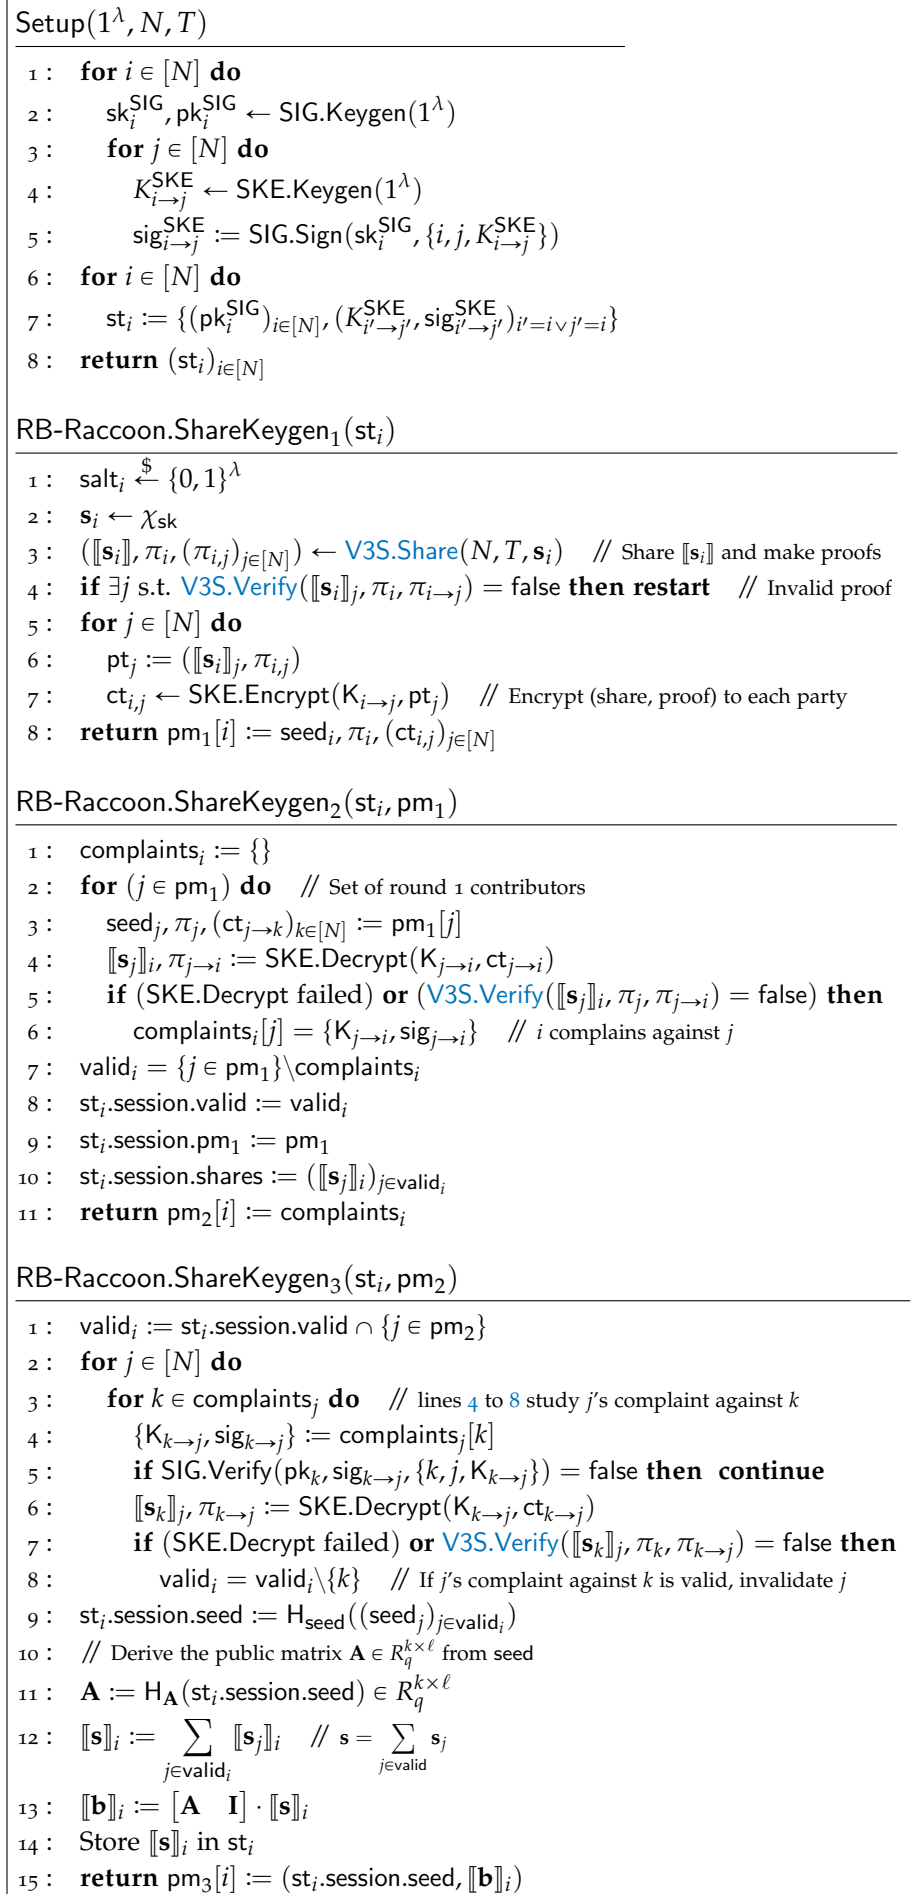 Setup(1^λ, N, T)
1 : for i ∈ [N] do
2 : sk_i^SIG, pk_i^SIG ← SIG.Keygen(1^λ)
3 : for j ∈ [N] do
4 : K_{i→j}^SKE ← SKE.Keygen(1^λ)
5 : sig_{i→j}^SKE := SIG.Sign(sk_i^SIG, {i, j, K_{i→j}^SKE})
6 : for i ∈ [N] do
7 : st_i := {(pk_i^SIG)_{i∈[N]}, (K_{i'→j'}^SKE, sig_{i'→j'}^SKE)_{i'=i∨j'=i}}
8 : return (st_i)_{i∈[N]}
RB-Raccoon.ShareKeygen_1(st_i)
1 : salt_i ←$ {0, 1}^λ
2 : s_i ← χ_sk
3 : (⟦s_i⟧, π_i, (π_{i,j})_{j∈[N]}) ← V3S.Share(N, T, s_i) // Share ⟦s_i⟧ and make proofs
4 : if ∃j s.t. V3S.Verify(⟦s_i⟧_j, π_i, π_{i→j}) = false then restart // Invalid proof
5 : for j ∈ [N] do
6 : pt_j := (⟦s_i⟧_j, π_{i,j})
7 : ct_{i,j} ← SKE.Encrypt(K_{i→j}, pt_j) // Encrypt (share, proof) to each party
8 : return pm_1[i] := seed_i, π_i, (ct_{i,j})_{j∈[N]}
RB-Raccoon.ShareKeygen_2(st_i, pm_1)
1 : complaints_i := {}
2 : for (j ∈ pm_1) do // Set of round 1 contributors
3 : seed_j, π_j, (ct_{j→k})_{k∈[N]} := pm_1[j]
4 : ⟦s_j⟧_i, π_{j→i} := SKE.Decrypt(K_{j→i}, ct_{j→i})
5 : if (SKE.Decrypt failed) or (V3S.Verify(⟦s_j⟧_i, π_j, π_{j→i}) = false) then
6 : complaints_i[j] = {K_{j→i}, sig_{j→i}} // i complains against j
7 : valid_i = {j ∈ pm_1}\complaints_i
8 : st_i.session.valid := valid_i
9 : st_i.session.pm_1 := pm_1
10 : st_i.session.shares := (⟦s_j⟧_i)_{j∈valid_i}
11 : return pm_2[i] := complaints_i
RB-Raccoon.ShareKeygen_3(st_i, pm_2)
1 : valid_i := st_i.session.valid ∩ {j ∈ pm_2}
2 : for j ∈ [N] do
3 : for k ∈ complaints_j do // lines 4 to 8 study j's complaint against k
4 : {K_{k→j}, sig_{k→j}} := complaints_j[k]
5 : if SIG.Verify(pk_k, sig_{k→j}, {k, j, K_{k→j}}) = false then continue
6 : ⟦s_k⟧_j, π_{k→j} := SKE.Decrypt(K_{k→j}, ct_{k→j})
7 : if (SKE.Decrypt failed) or V3S.Verify(⟦s_k⟧_j, π_k, π_{k→j}) = false then
8 : valid_i = valid_i\{k} // If j's complaint against k is valid, invalidate j
9 : st_i.session.seed := H_seed((seed_j)_{j∈valid_i})
10 : // Derive the public matrix A ∈ R_q^{k×ℓ} from seed
11 : A := H_A(st_i.session.seed) ∈ R_q^{k×ℓ}
12 : ⟦s⟧_i := ∑_{j∈valid_i} ⟦s_j⟧_i // s = ∑_{j∈valid} s_j
13 : ⟦b⟧_i := [A I] · ⟦s⟧_i
14 : Store ⟦s⟧_i in st_i
15 : return pm_3[i] := (st_i.session.seed, ⟦b⟧_i)